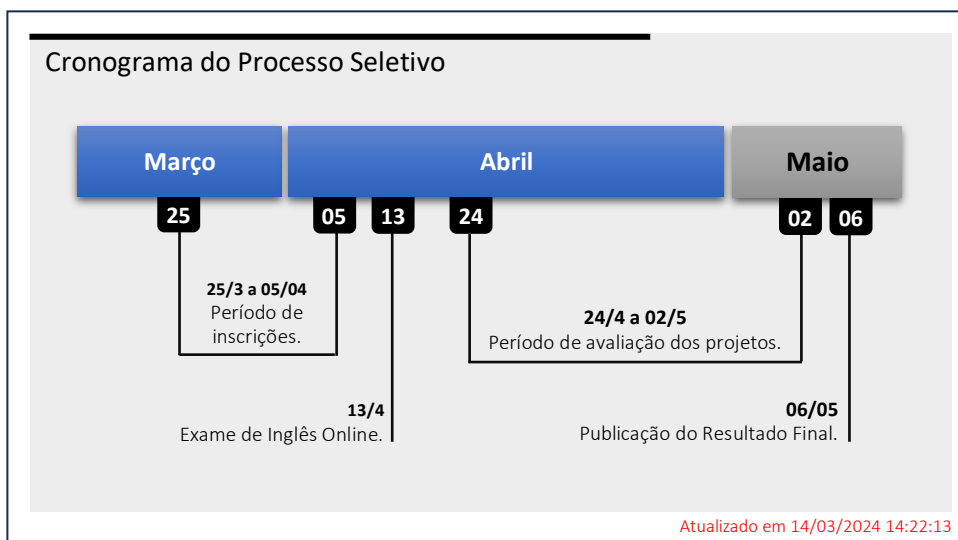 Cronograma do Processo Seletivo
Março
Abril
Maio
25
05
13
24
02
06
25/3 a 05/04
Período de
inscrições.
24/4 a 02/5
Período de avaliação dos projetos.
13/4
Exame de Inglês Online.
06/05
Publicação do Resultado Final.
Atualizado em 14/03/2024 14:22:13